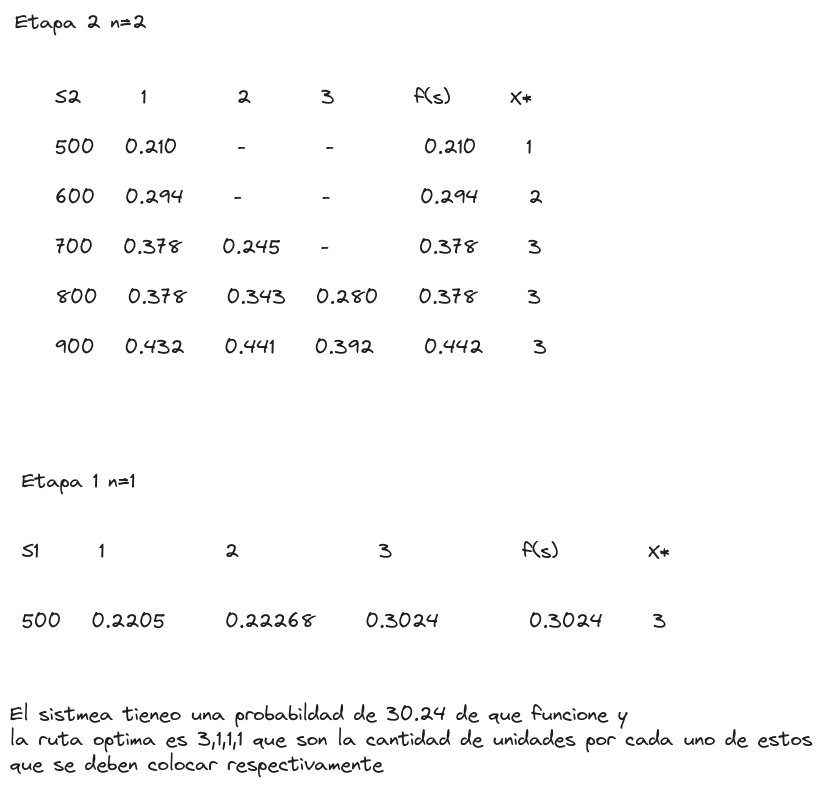 Etapa 2 n=2
S2 1 2 3 f(s) X*
500 0.210 - - 0.210 1
600 0.294 - - 0.294 2
700 0.378 0.245 - 0.378 3
800 0.378 0.343 0.280 0.378 3
900 0.432 0.441 0.392 0.442 3
Etapa 1 n=1
S1 1 2 3 f(s) X*
500 0.2205 0.22268 0.3024 0.3024 3
El sistmea tieneo una probabildad de 30.24 de que funcione y
la ruta optima es 3,1,1,1 que son la cantidad de unidades por cada uno de estos
que se deben colocar respectivamente